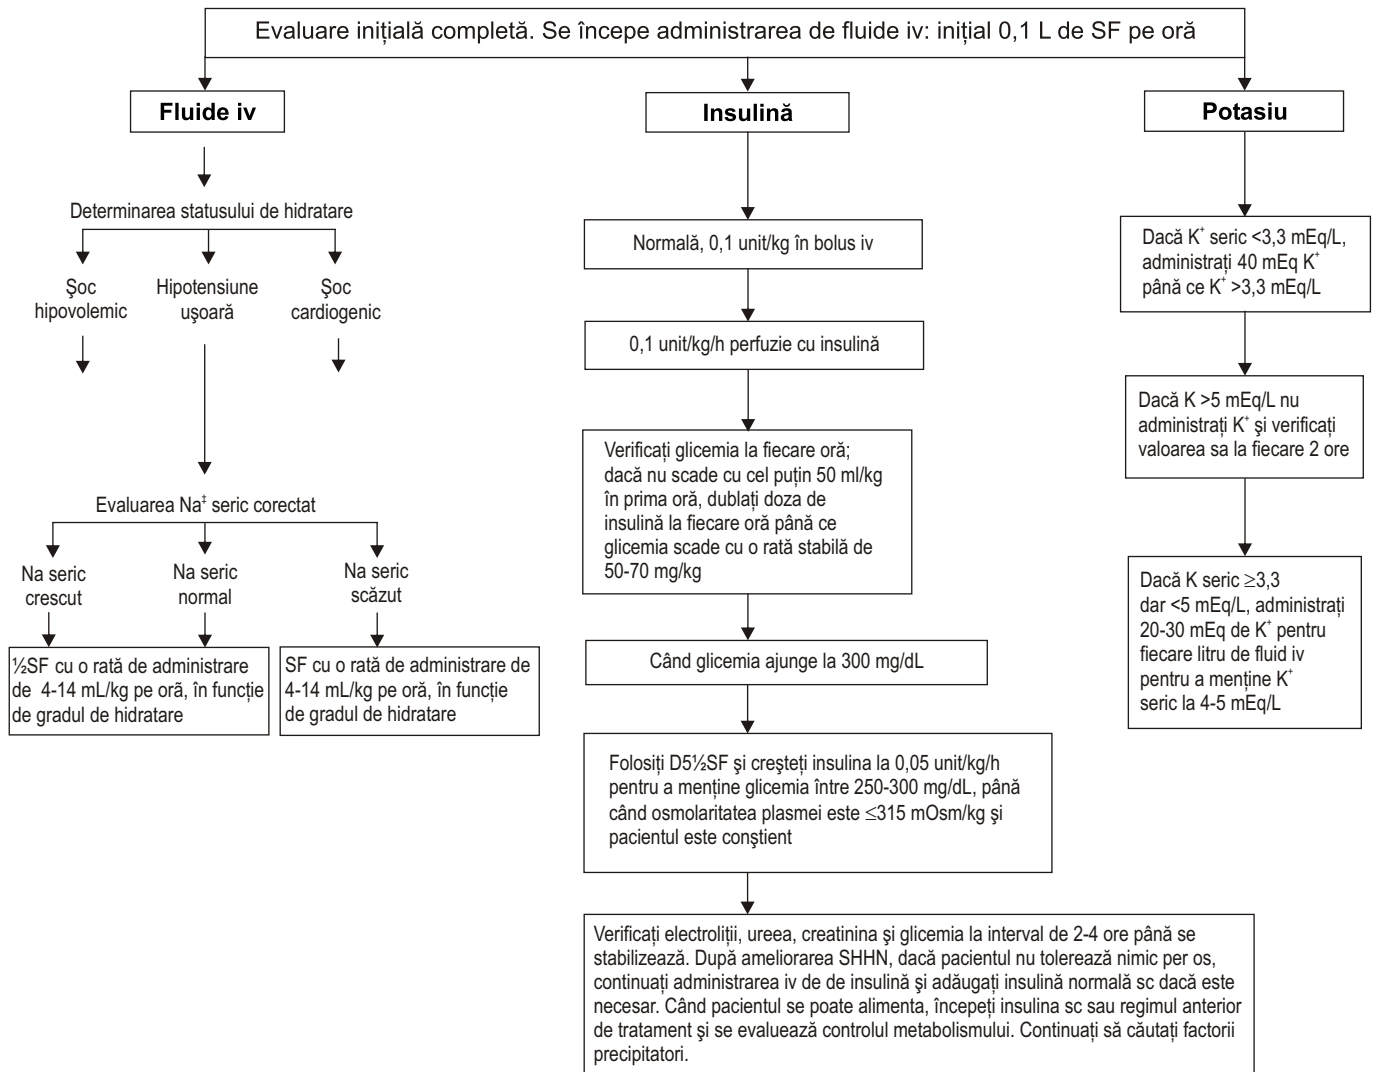 Evaluare inițială completă. Se începe administrarea de fluide iv: inițial 0,1 L de SF pe oră
Fluide iv
Determinarea statusului de hidratare
Şoc
hipovolemic
Hipotensiune
uşoară
Şoc
cardiogenic
Evaluarea Na‡ seric corectat
Na seric
crescut
Na seric
normal
Na seric
scăzut
½SF cu o rată de administrare
de 4-14 mL/kg pe oră, în funcție
de gradul de hidratare
SF cu o rată de administrare de
4-14 mL/kg pe oră, în funcție
de gradul de hidratare
Insulină
Normală, 0,1 unit/kg în bolus iv
0,1 unit/kg/h perfuzie cu insulină
Verificați glicemia la fiecare oră;
dacă nu scade cu cel puțin 50 ml/kg
în prima oră, dublați doza de
insulină la fiecare oră până ce
glicemia scade cu o rată stabilă de
50-70 mg/kg
Când glicemia ajunge la 300 mg/dL
Folosiți D5½SF şi creşteți insulina la 0,05 unit/kg/h
pentru a menține glicemia între 250-300 mg/dL, până
când osmolaritatea plasmei este ≤315 mOsm/kg şi
pacientul este conştient
Verificați electroliții, ureea, creatinina şi glicemia la interval de 2-4 ore până se
stabilizează. După ameliorarea SHHN, dacă pacientul nu tolerează nimic per os,
continuați administrarea iv de de insulină şi adăugați insulină normală sc dacă este
necesar. Când pacientul se poate alimenta, începeți insulina sc sau regimul anterior
de tratament şi se evaluează controlul metabolismului. Continuați să căutați factorii
precipitatori.
Potasiu
Dacă K⁺ seric <3,3 mEq/L,
administrați 40 mEq K⁺
până ce K⁺ >3,3 mEq/L
Dacă K >5 mEq/L nu
administrați K⁺ şi verificați
valoarea sa la fiecare 2 ore
Dacă K seric ≥3,3
dar <5 mEq/L, administrați
20-30 mEq de K⁺ pentru
fiecare litru de fluid iv
pentru a menține K⁺
seric la 4-5 mEq/L